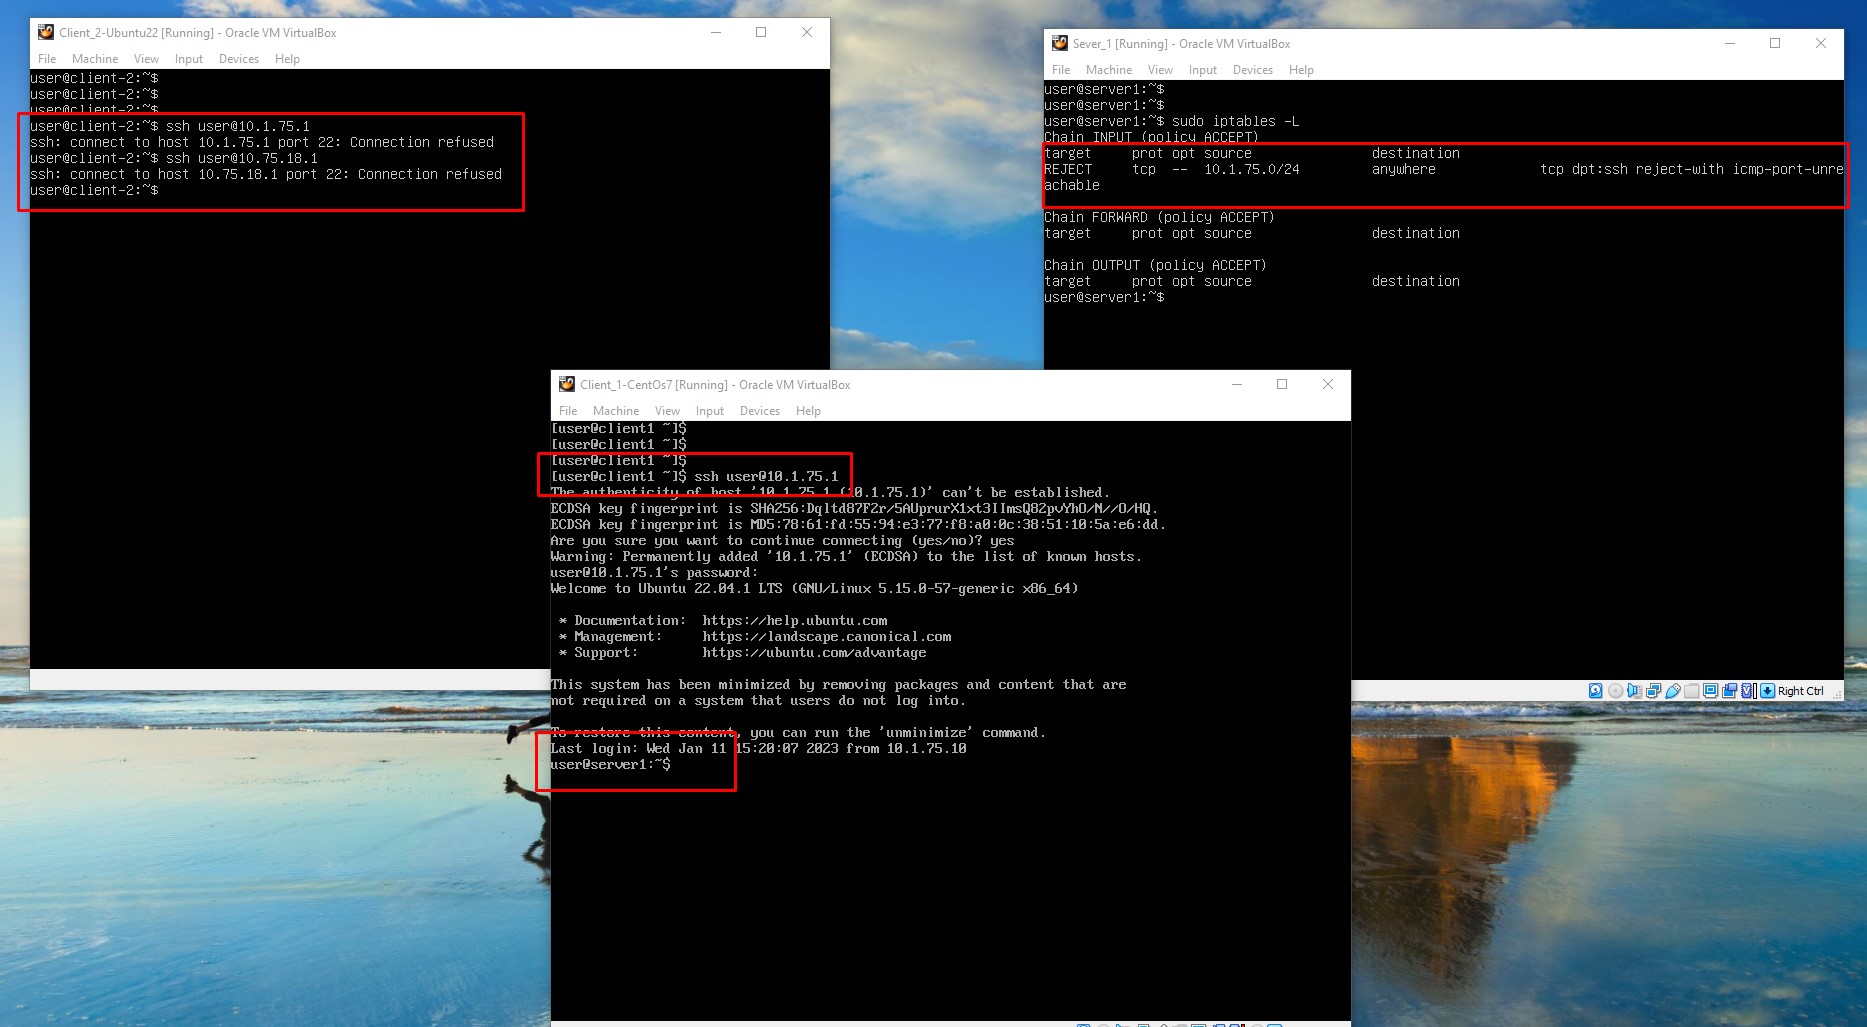 Client_2-Ubuntu22 [Running] - Oracle VM VirtualBox
File Machine View Input Devices Help
user@client-2:~$
user@client-2:~$
user@client-2:~$
user@client-2:~$ ssh user@10.1.75.1
ssh: connect to host 10.1.75.1 port 22: Connection refused
user@client-2:~$ ssh user@10.75.18.1
ssh: connect to host 10.75.18.1 port 22: Connection refused
user@client-2:~$
Sever_1 [Running] - Oracle VM VirtualBox
File Machine View Input Devices Help
user@server1:~$
user@server1:~$
user@server1:~$ sudo iptables -L
Chain INPUT (policy ACCEPT)
target prot opt source destination
REJECT tcp -- 10.1.75.0/24 anywhere tcp dpt:ssh reject-with icmp-port-unre
achable
Chain FORWARD (policy ACCEPT)
target prot opt source destination
Chain OUTPUT (policy ACCEPT)
target prot opt source destination
user@server1:~$
Right Ctrl
Client_1-CentOs7 [Running] - Oracle VM VirtualBox
File Machine View Input Devices Help
[user@client1 ~]$
[user@client1 ~]$
[user@client1 ~]$
[user@client1 ~]$ ssh user@10.1.75.1
The authenticity of host '10.1.75.1 (10.1.75.1)' can't be established.
ECDSA key fingerprint is SHA256:Dqltd87F2r/5AUprurX1xt3IImsQ82pvYhO/N//O/HQ.
ECDSA key fingerprint is MD5:78:61:fd:55:94:e3:77:f8:a0:0c:38:51:10:5a:e6:dd.
Are you sure you want to continue connecting (yes/no)? yes
Warning: Permanently added '10.1.75.1' (ECDSA) to the list of known hosts.
user@10.1.75.1's password:
Welcome to Ubuntu 22.04.1 LTS (GNU/Linux 5.15.0-57-generic x86_64)
* Documentation: https://help.ubuntu.com
* Management: https://landscape.canonical.com
* Support: https://ubuntu.com/advantage
This system has been minimized by removing packages and content that are
not required on a system that users do not log into.
To restore this content, you can run the 'unminimize' command.
Last login: Wed Jan 11 15:20:07 2023 from 10.1.75.10
user@server1:~$